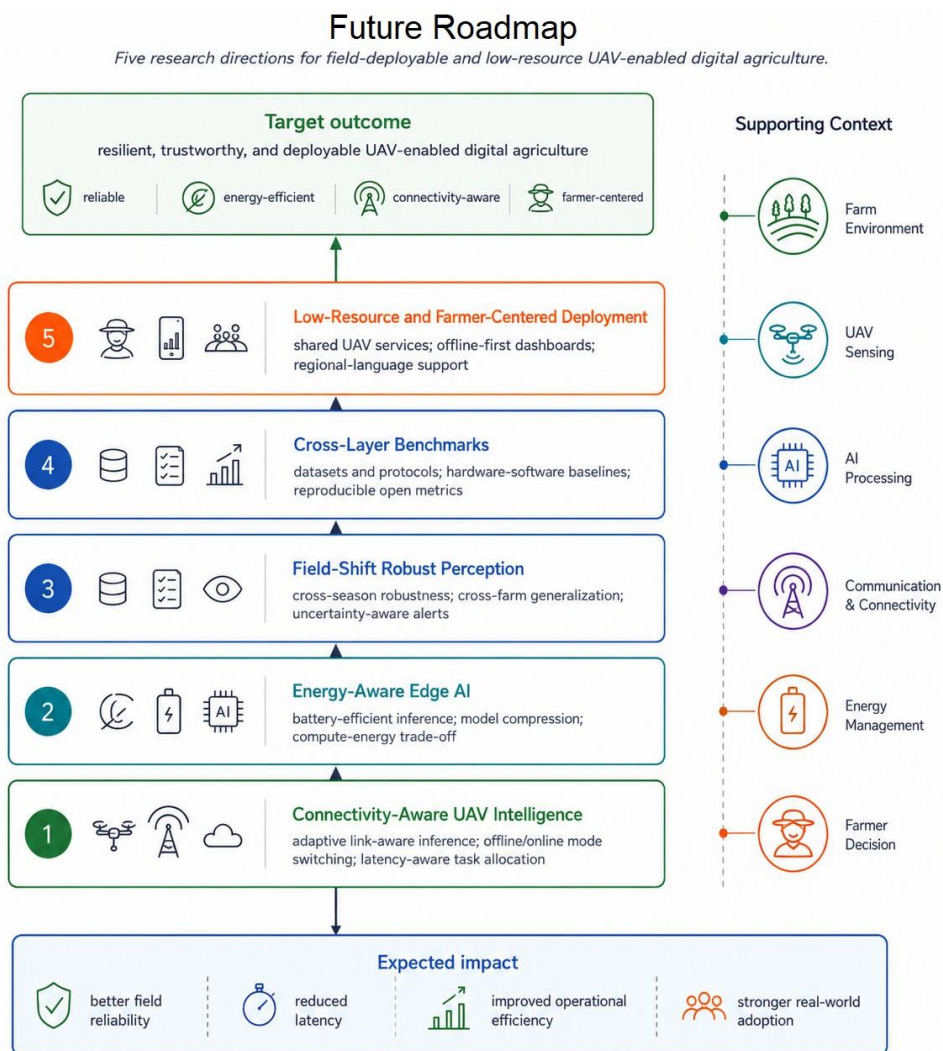 Future Roadmap
Five research directions for field-deployable and low-resource UAV-enabled digital agriculture.
Target outcome
resilient, trustworthy, and deployable UAV-enabled digital agriculture
reliable
energy-efficient
connectivity-aware
farmer-centered
5
Low-Resource and Farmer-Centered Deployment
shared UAV services; offline-first dashboards;
regional-language support
4
Cross-Layer Benchmarks
datasets and protocols; hardware-software baselines;
reproducible open metrics
3
Field-Shift Robust Perception
cross-season robustness; cross-farm generalization;
uncertainty-aware alerts
2
AI
Energy-Aware Edge AI
battery-efficient inference; model compression;
compute-energy trade-off
1
Connectivity-Aware UAV Intelligence
adaptive link-aware inference; offline/online mode
switching; latency-aware task allocation
Supporting Context
Farm
Environment
UAV
Sensing
AI
AI
Processing
Communication
& Connectivity
Energy
Management
Farmer
Decision
Expected impact
better field
reliability
reduced
latency
improved operational
efficiency
stronger real-world
adoption